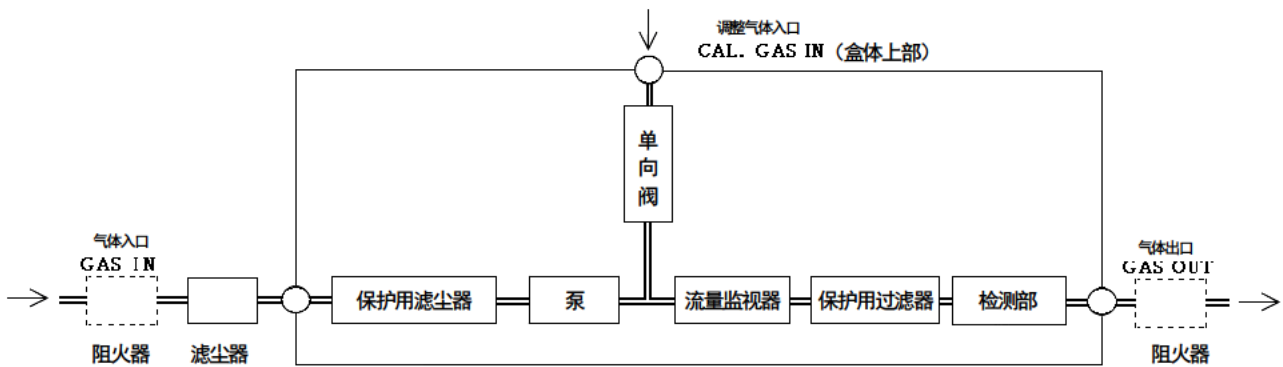 调整气体入口
CAL. GAS IN（盒体上部）
单
向
阀
气体入口
GAS IN
气体出口
GAS OUT
保护用滤尘器
泵
流量监视器
保护用过滤器
检测部
阻火器
滤尘器
阻火器